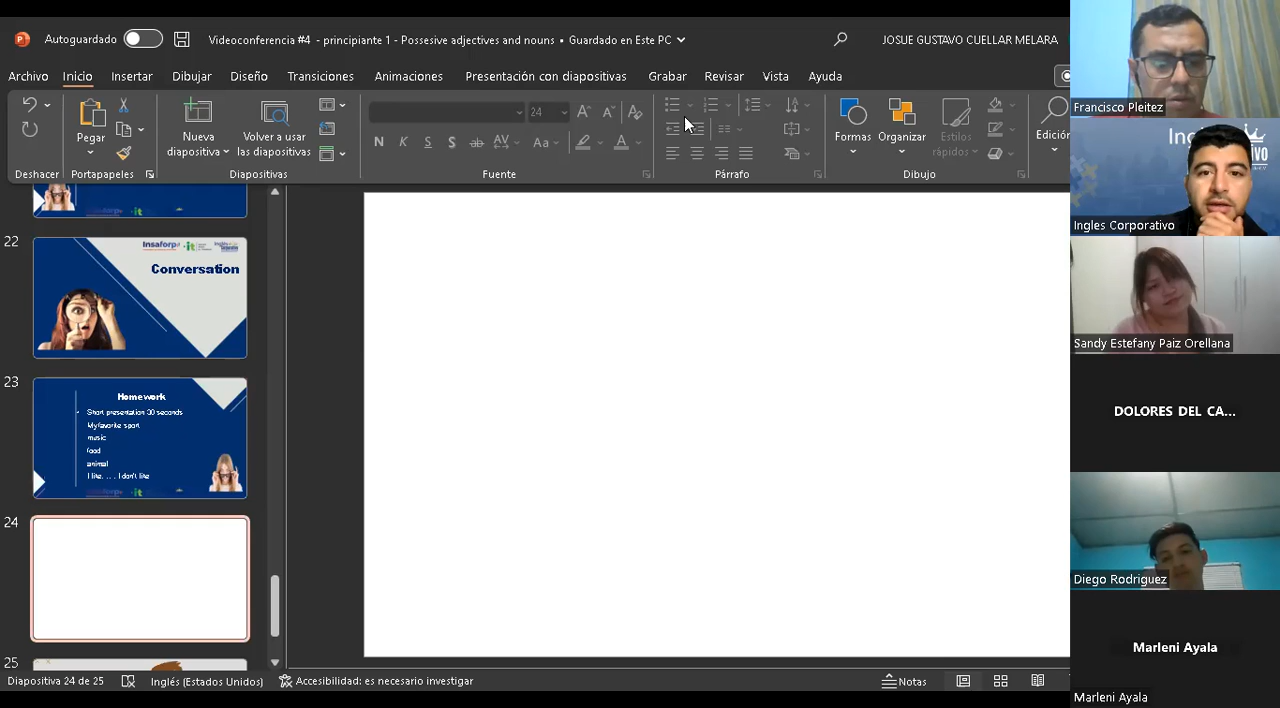 Autoguardado
Videoconferencia #4 - principiante 1 - Possesive adjectives and nouns • Guardado en Este PC
JOSUE GUSTAVO CUELLAR MELARA
Archivo Inicio Insertar Dibujar Diseño Transiciones Animaciones Presentación con diapositivas Grabar Revisar Vista Ayuda
Pegar
Nueva diapositiva
Volver a usar las diapositivas
24
N K S S ab AV Aa A
Formas
Organizar
Estilos rápidos
Edición
Deshacer Portapapeles Diapositivas Fuente Párrafo Dibujo
22
Insaforp
Conversation
23
Homework
Short presentation 30 seconds
My favorite sport
music
food
animal
I like. . . . I don't like
24
25
Diapositiva 24 de 25
Inglés (Estados Unidos)
Accesibilidad: es necesario investigar
Notas
Francisco Pleitez
Ingles Corporativo
Sandy Estefany Paiz Orellana
DOLORES DEL CA...
Diego Rodriguez
Marleni Ayala
Marleni Ayala